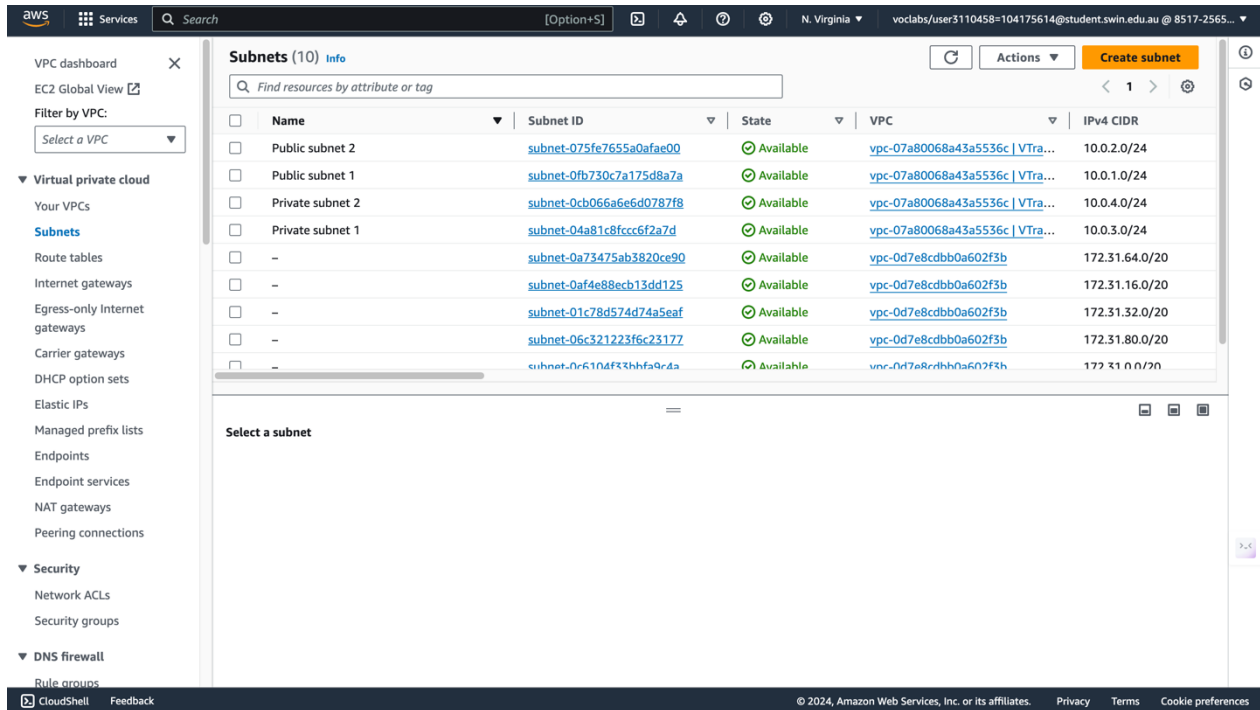 aws Services Search [Option+S] N. Virginia ▼ voclabs/user3110458=104175614@student.swin.edu.au @ 8517-2565... ▼
VPC dashboard
EC2 Global View
Filter by VPC:
Select a VPC
Virtual private cloud
Your VPCs
Subnets
Route tables
Internet gateways
Egress-only Internet
gateways
Carrier gateways
DHCP option sets
Elastic IPs
Managed prefix lists
Endpoints
Endpoint services
NAT gateways
Peering connections
Security
Network ACLs
Security groups
DNS firewall
Rule groups
Subnets (10) Info
Actions ▼ Create subnet
Find resources by attribute or tag
1
Name Subnet ID State VPC IPv4 CIDR
Public subnet 2 subnet-075fe7655a0afae00 Available vpc-07a80068a43a5536c | VTra... 10.0.2.0/24
Public subnet 1 subnet-0fb730c7a175d8a7a Available vpc-07a80068a43a5536c | VTra... 10.0.1.0/24
Private subnet 2 subnet-0cb066a6e6d0787f8 Available vpc-07a80068a43a5536c | VTra... 10.0.4.0/24
Private subnet 1 subnet-04a81c8fccc6f2a7d Available vpc-07a80068a43a5536c | VTra... 10.0.3.0/24
– subnet-0a73475ab3820ce90 Available vpc-0d7e8cdbb0a602f3b 172.31.64.0/20
– subnet-0af4e88ecb13dd125 Available vpc-0d7e8cdbb0a602f3b 172.31.16.0/20
– subnet-01c78d574d74a5eaf Available vpc-0d7e8cdbb0a602f3b 172.31.32.0/20
– subnet-06c321223f6c23177 Available vpc-0d7e8cdbb0a602f3b 172.31.80.0/20
– subnet-0c6104f33bbfa9c4a Available vpc-0d7e8cdbb0a602f3b 172.31.0.0/20
Select a subnet
CloudShell Feedback © 2024, Amazon Web Services, Inc. or its affiliates. Privacy Terms Cookie preferences